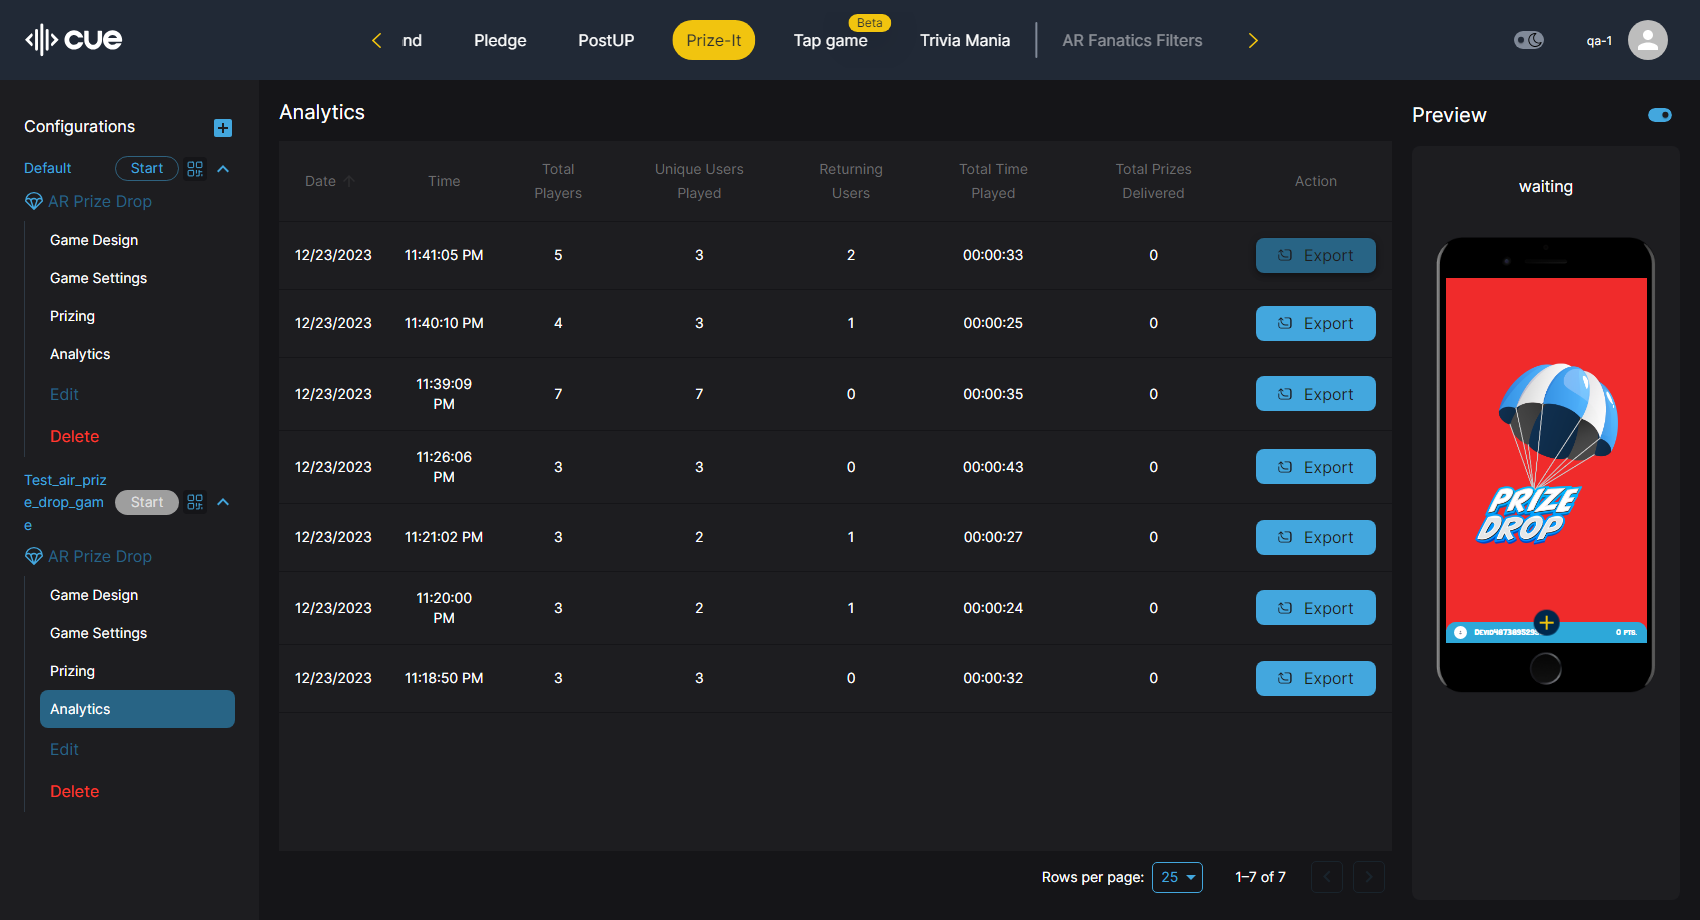 cue
nd
Pledge
PostUP
Prize-It
Beta
Tap game
Trivia Mania
AR Fanatics Filters
qa-1
Configurations
Default
Start
AR Prize Drop
Game Design
Game Settings
Prizing
Analytics
Edit
Delete
Test_air_priz
e_drop_gam
e
Start
AR Prize Drop
Game Design
Game Settings
Prizing
Analytics
Edit
Delete
Analytics
Date Time Total Players Unique Users Played Returning Users Total Time Played Total Prizes Delivered Action
12/23/2023 11:41:05 PM 5 3 2 00:00:33 0 Export
12/23/2023 11:40:10 PM 4 3 1 00:00:25 0 Export
12/23/2023 11:39:09 PM 7 7 0 00:00:35 0 Export
12/23/2023 11:26:06 PM 3 3 0 00:00:43 0 Export
12/23/2023 11:21:02 PM 3 2 1 00:00:27 0 Export
12/23/2023 11:20:00 PM 3 2 1 00:00:24 0 Export
12/23/2023 11:18:50 PM 3 3 0 00:00:32 0 Export
Rows per page: 25 1–7 of 7
Preview
waiting
PRIZE
DROP
0 PTS.